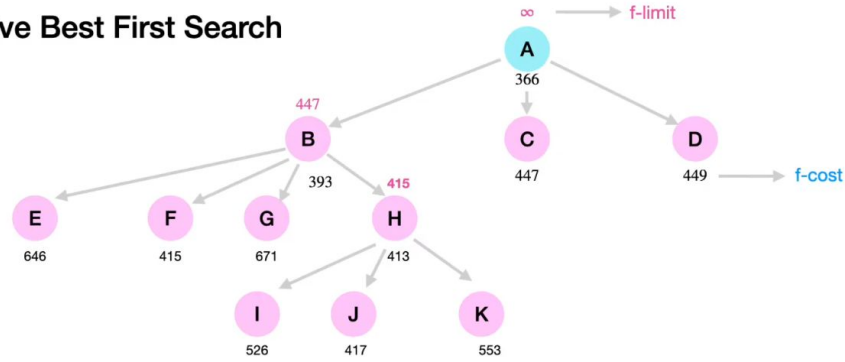 ve Best First Search
∞ f-limit
A
366
447
B C D
393 415 447 449 f-cost
E F G H
646 415 671 413
I J K
526 417 553